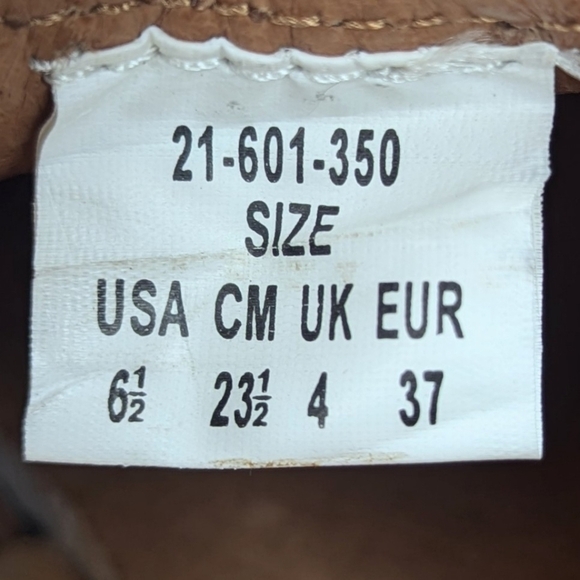 21-601-350
SIZE
USA CM UK EUR
6½ 23½ 4 37